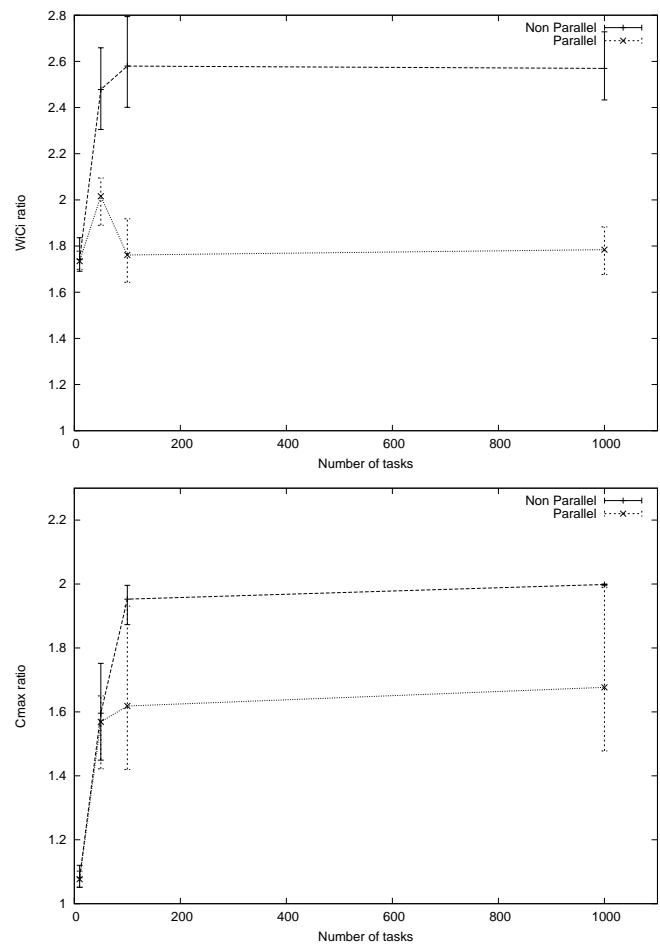 2.8
Non Parallel
Parallel
2.6
2.4
2.2
2
1.8
1.6
1.4
1.2
1
WiCi ratio
0 200 400 600 800 1000
Number of tasks
Non Parallel
Parallel
2.2
2
1.8
1.6
1.4
1.2
1
Cmax ratio
0 200 400 600 800 1000
Number of tasks